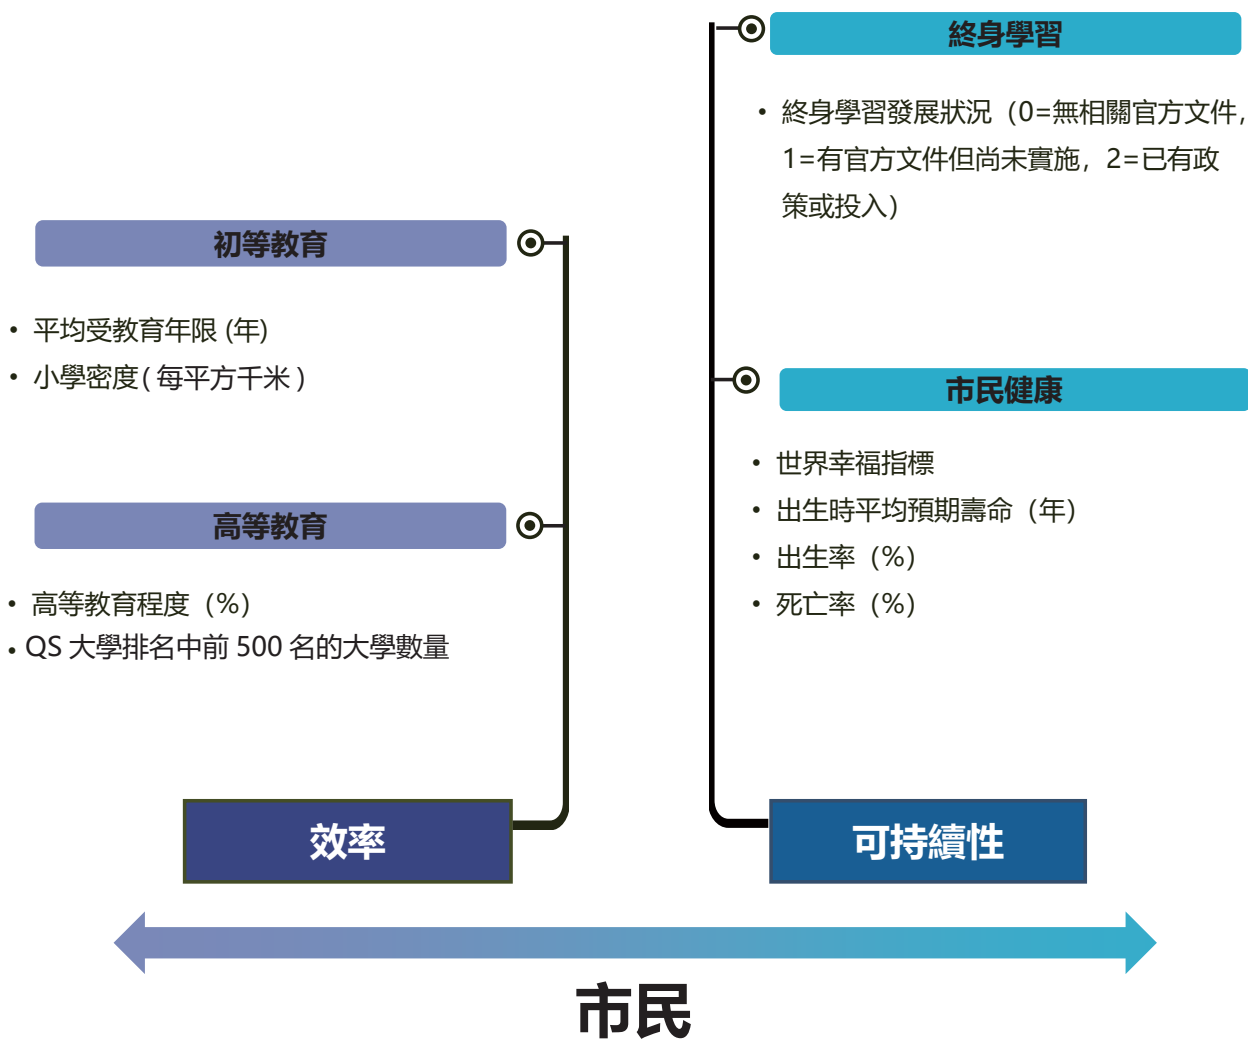 初等教育
• 平均受教育年限 (年)
• 小學密度( 每平方千米 )
高等教育
• 高等教育程度（%）
• QS 大學排名中前 500 名的大學數量
效率
終身學習
• 終身學習發展狀況（0=無相關官方文件,
1=有官方文件但尚未實施，2=已有政
策或投入）
市民健康
• 世界幸福指標
• 出生時平均預期壽命（年）
• 出生率（%）
• 死亡率（%）
可持續性
市民